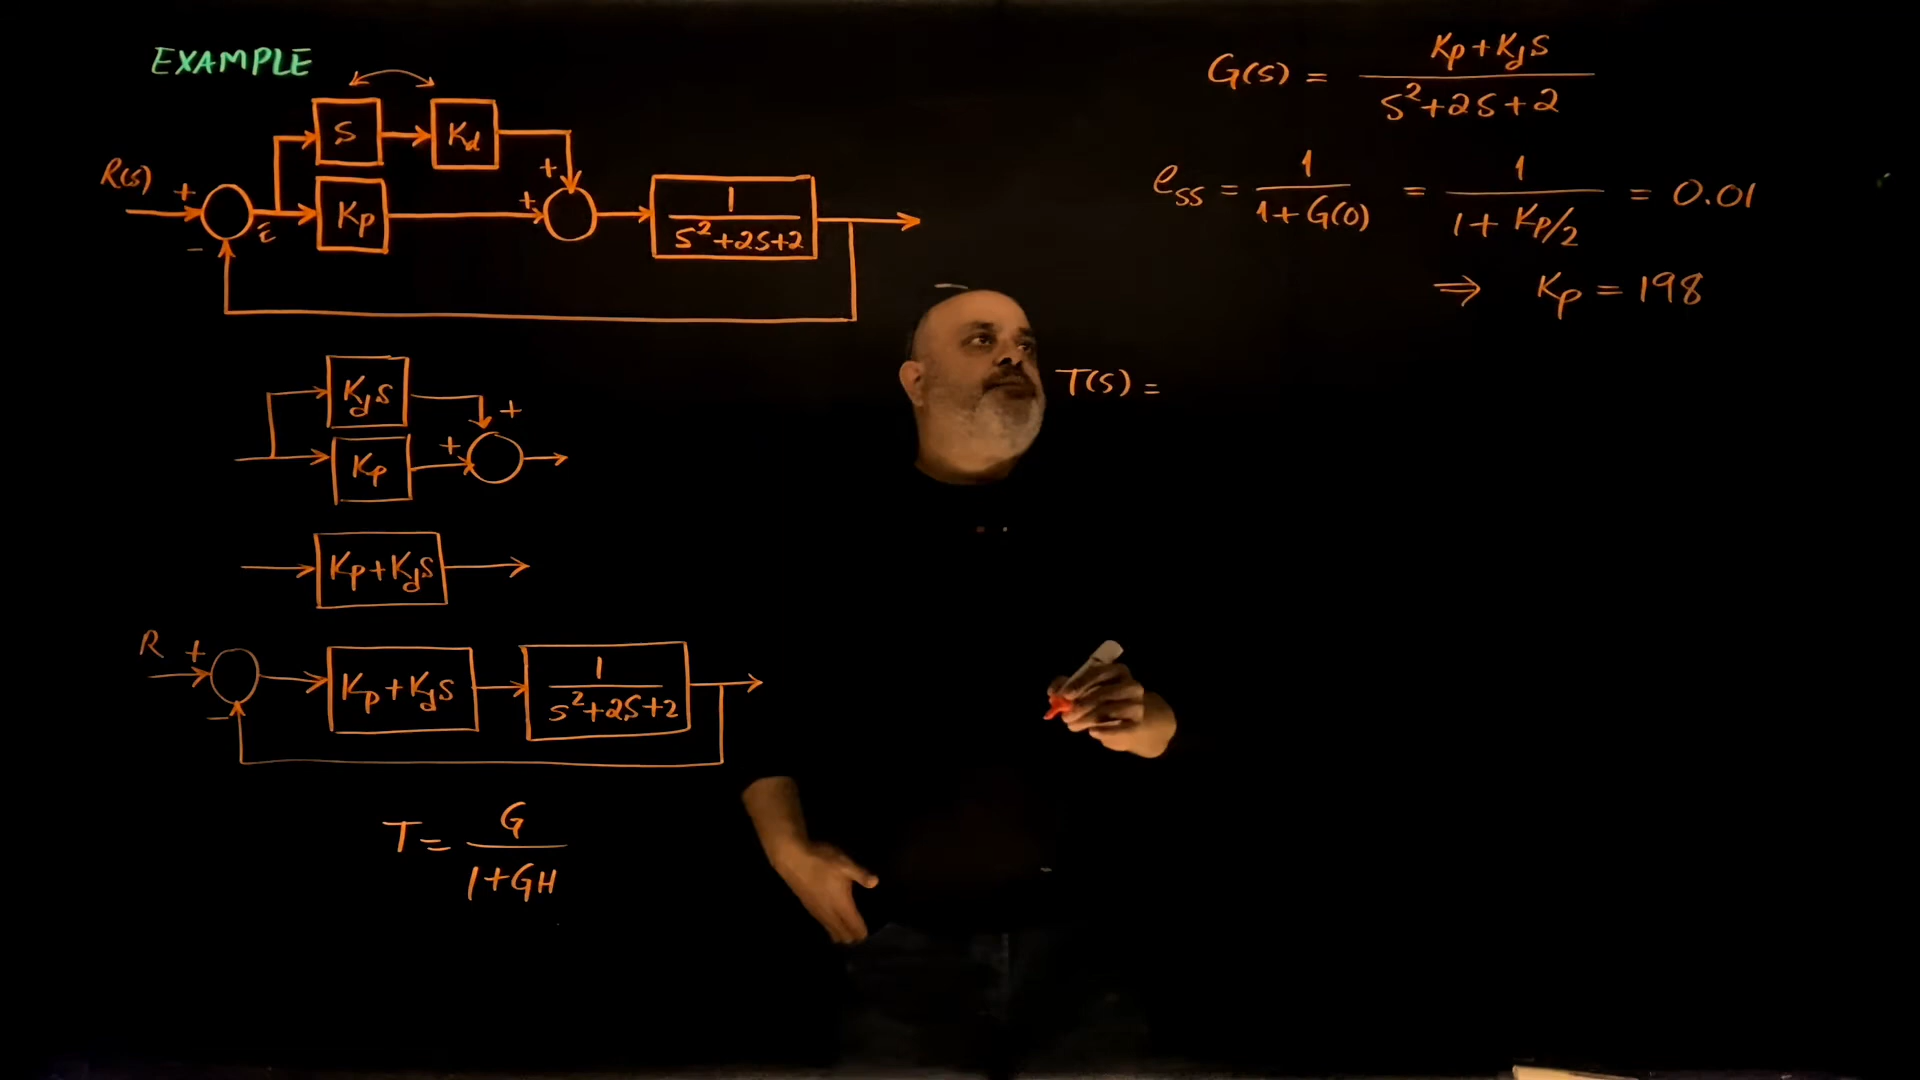 EXAMPLE
R(s) + - E
S
Kd
Kp
+ +
1
s²+2s+2
Kds
Kp
+ +
Kp+Kds
R + -
Kp+Kds
1
s²+2s+2
T = G
1+GH
G(s) = Kp+Kds
s²+2s+2
ess = 1 / 1+G(0) = 1 / 1+Kp/2 = 0.01
⇒ Kp = 198
T(s) =